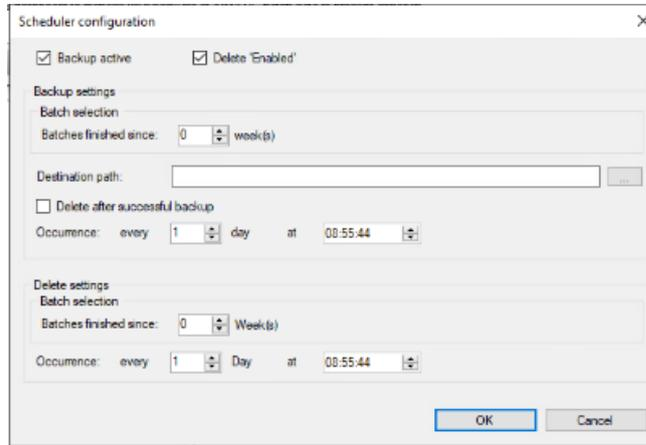 Scheduler configuration
Backup active Delete 'Enabled'
Backup settings
Batch selection
Batches finished since: 0 week(s)
Destination path: ...
Delete after successful backup
Occurrence: every 1 day at 08:55:44
Delete settings
Batch selection
Batches finished since: 0 Week(s)
Occurrence: every 1 Day at 08:55:44
OK Cancel